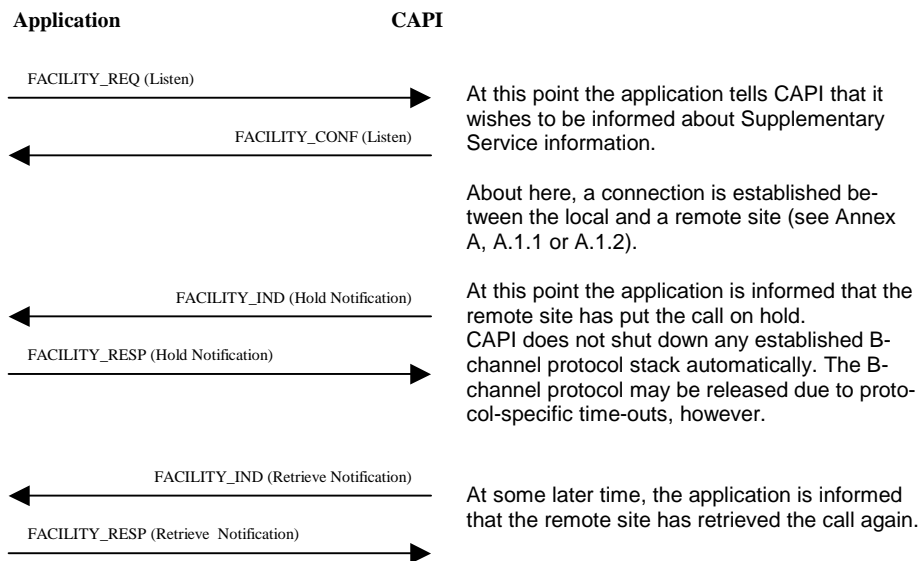 Application CAPI
FACILITY_REQ (Listen)
FACILITY_CONF (Listen)
At this point the application tells CAPI that it
wishes to be informed about Supplementary
Service information.
About here, a connection is established be-
tween the local and a remote site (see Annex
A, A.1.1 or A.1.2).
FACILITY_IND (Hold Notification)
FACILITY_RESP (Hold Notification)
At this point the application is informed that the
remote site has put the call on hold.
CAPI does not shut down any established B-
channel protocol stack automatically. The B-
channel protocol may be released due to proto-
col-specific time-outs, however.
FACILITY_IND (Retrieve Notification)
FACILITY_RESP (Retrieve Notification)
At some later time, the application is informed
that the remote site has retrieved the call again.